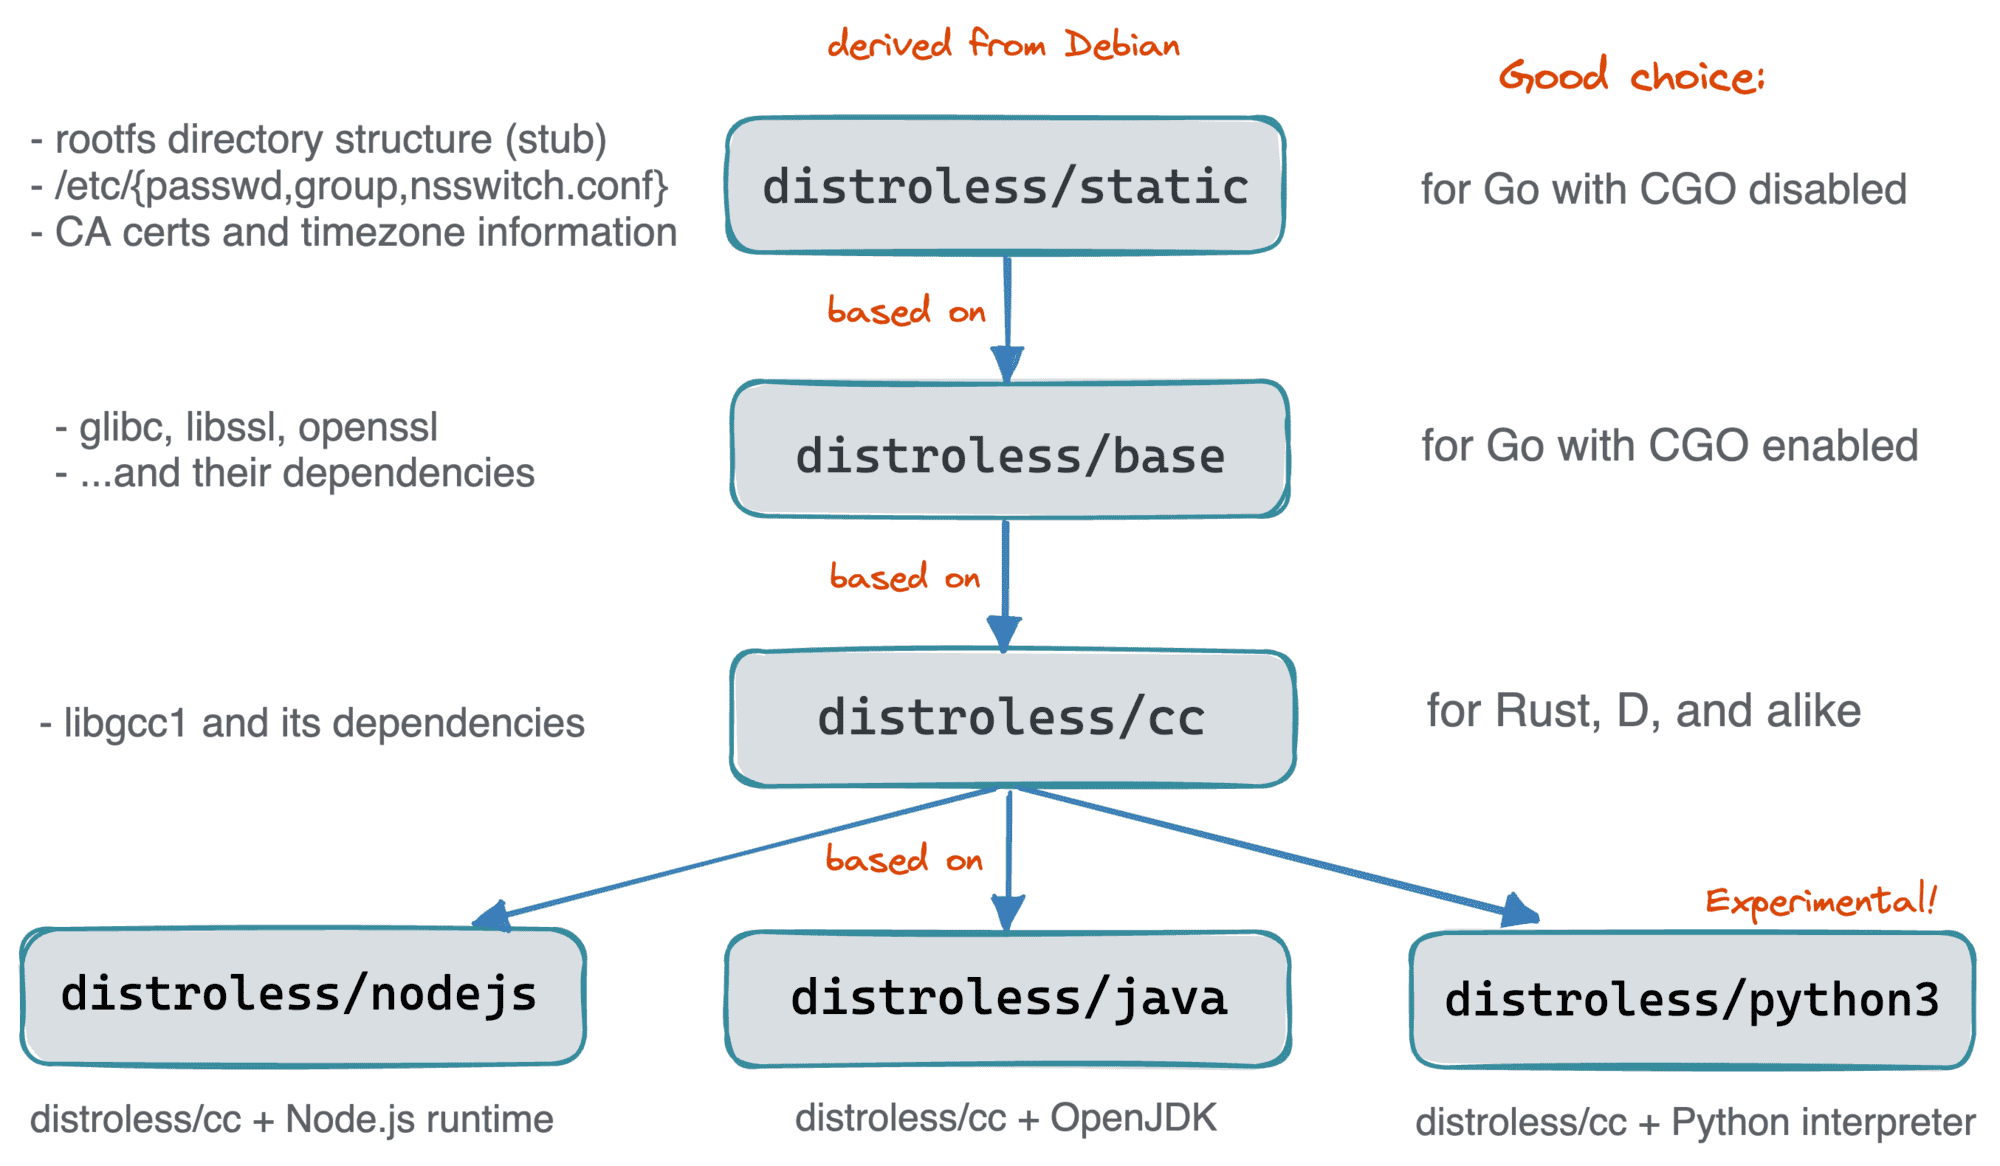 derived from Debian
Good choice:
- rootfs directory structure (stub)
- /etc/{passwd,group,nsswitch.conf}
- CA certs and timezone information
distroless/static
for Go with CGO disabled
based on
- glibc, libssl, openssl
- ...and their dependencies
distroless/base
for Go with CGO enabled
based on
- libgcc1 and its dependencies
distroless/cc
for Rust, D, and alike
based on
Experimental!
distroless/nodejs
distroless/java
distroless/python3
distroless/cc + Node.js runtime
distroless/cc + OpenJDK
distroless/cc + Python interpreter